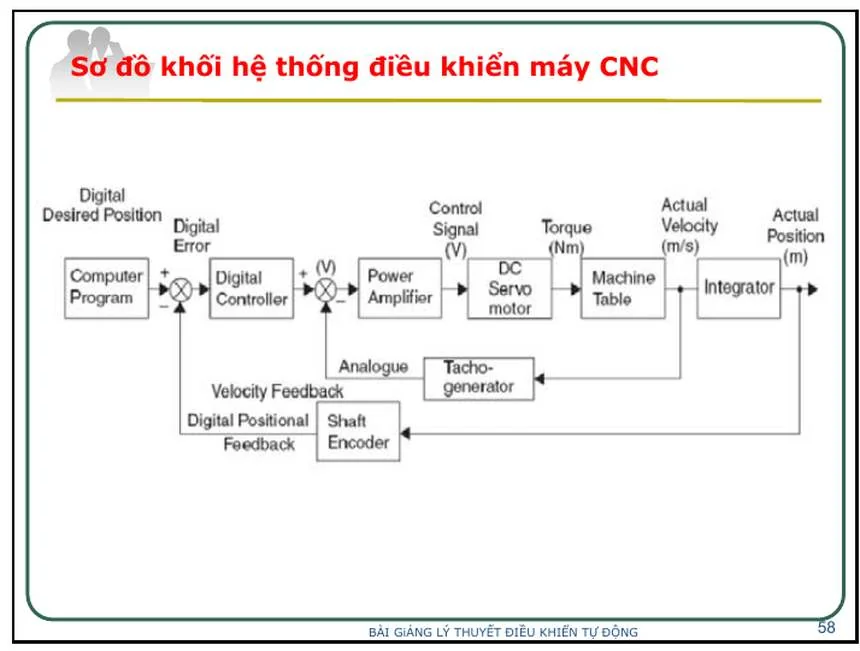 Sơ đồ khối hệ thống điều khiển máy CNC
Digital
Desired Position
Digital
Error
Control
Signal
(V)
Torque
(Nm)
Actual
Velocity
(m/s)
Actual
Position
(m)
Computer
Program
+
–
Digital
Controller
+
(V)
–
Power
Amplifier
DC
Servo
motor
Machine
Table
Integrator
Analogue
Tacho-
generator
Velocity Feedback
Digital Positional
Feedback
Shaft
Encoder
BÀI GiẢNG LÝ THUYẾT ĐIỀU KHIỂN TỰ ĐỘNG
58